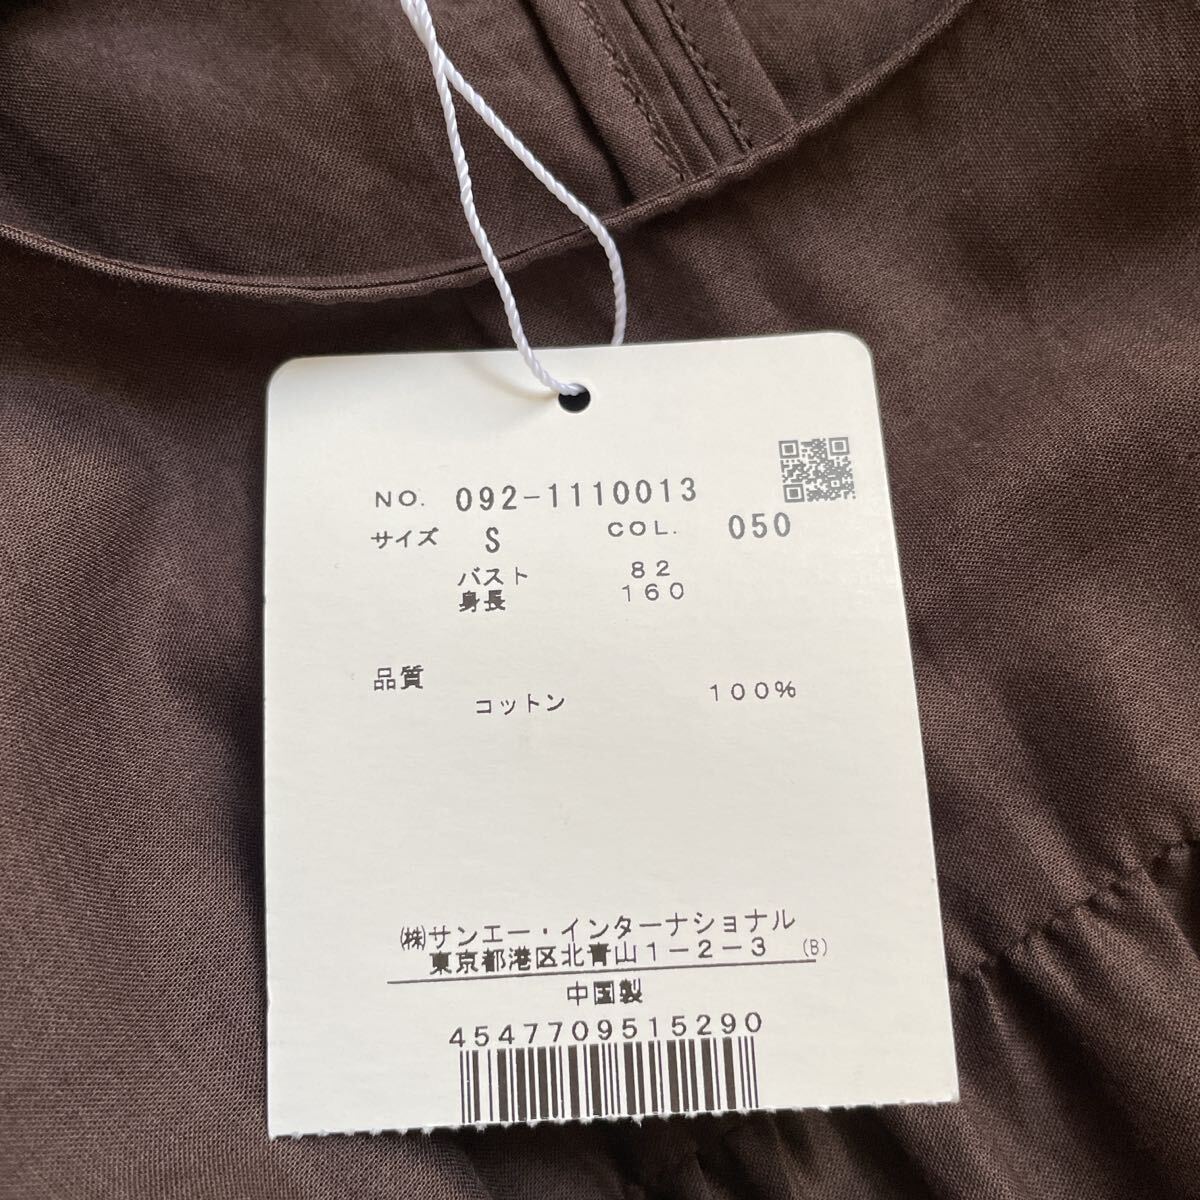 NO. 092-1110013
サイズ S COL. 050
バスト 82
身長 160
品質
コットン 100%
㈱サンエー・インターナショナル
東京都港区北青山1-2-3 (B)
中国製
4547709515290